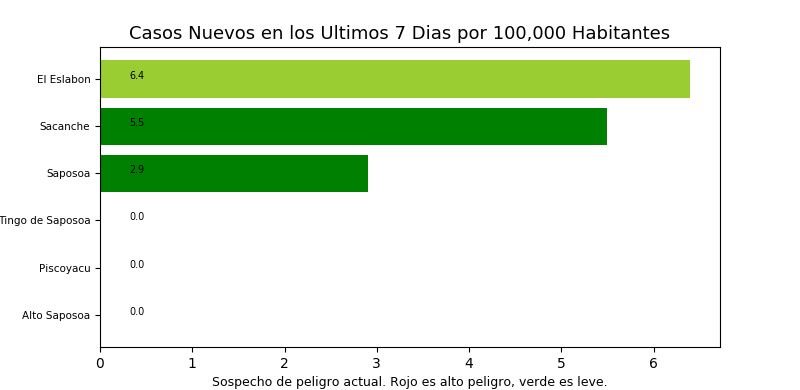 Casos Nuevos en los Ultimos 7 Dias por 100,000 Habitantes
El Eslabon 6.4
Sacanche 5.5
Saposoa 2.9
Tingo de Saposoa 0.0
Piscoyacu 0.0
Alto Saposoa 0.0
0 1 2 3 4 5 6
Sospecho de peligro actual. Rojo es alto peligro, verde es leve.